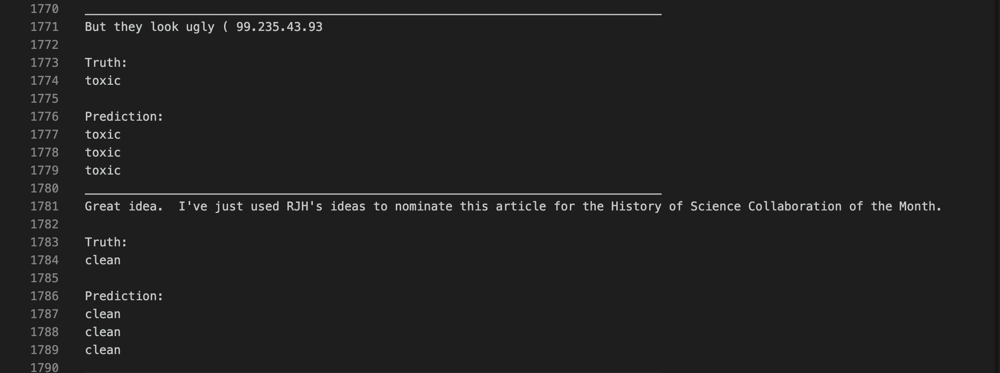 1770 ________________________________________________________________________________
1771 But they look ugly ( 99.235.43.93
1772
1773 Truth:
1774 toxic
1775
1776 Prediction:
1777 toxic
1778 toxic
1779 toxic
1780 ________________________________________________________________________________
1781 Great idea.  I've just used RJH's ideas to nominate this article for the History of Science Collaboration of the Month.
1782
1783 Truth:
1784 clean
1785
1786 Prediction:
1787 clean
1788 clean
1789 clean
1790